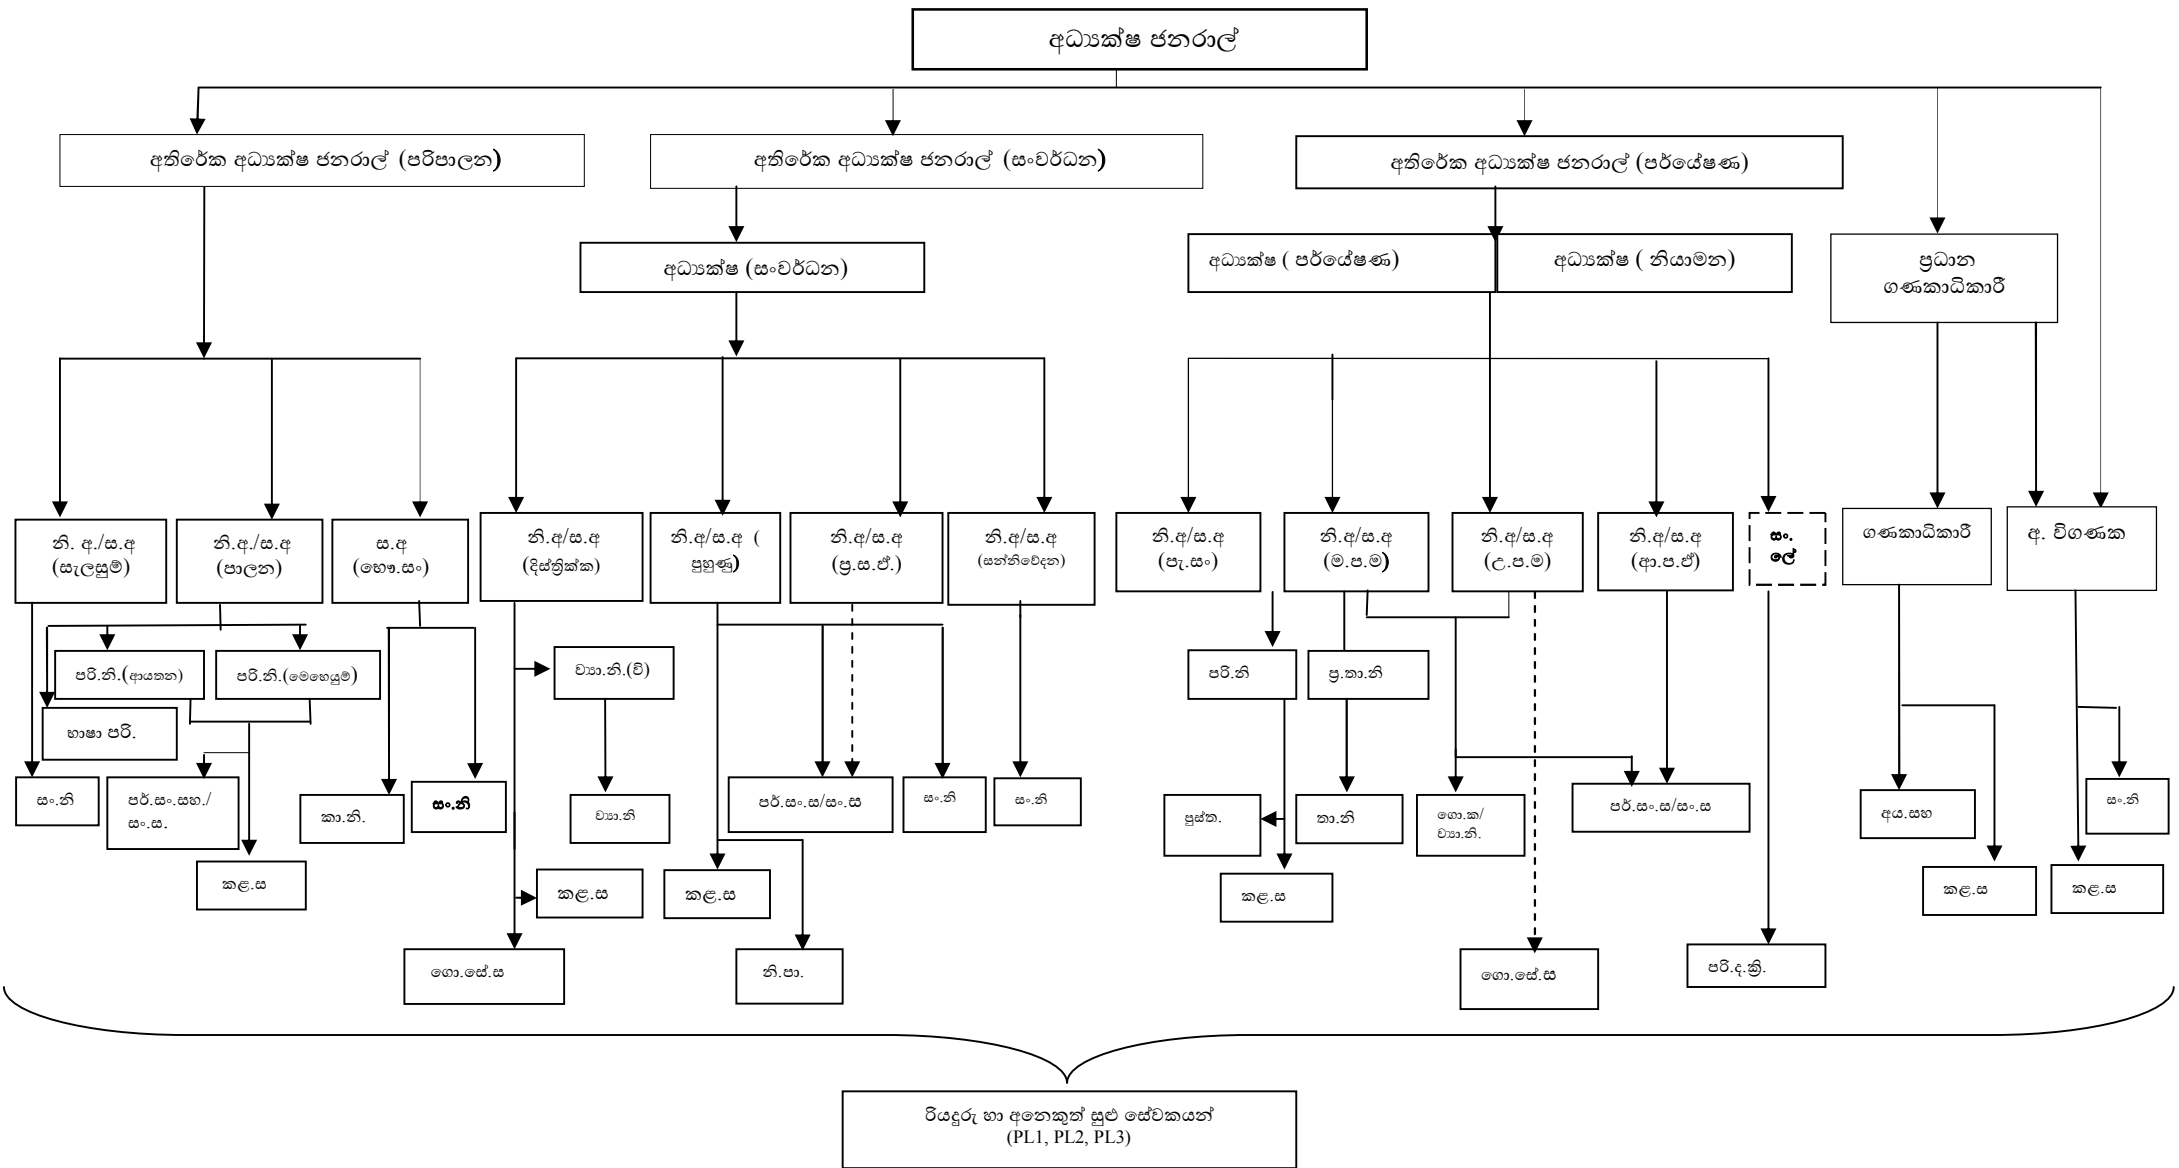 අධ්‍යක්ෂ ජනරාල්
අතිරේක අධ්‍යක්ෂ ජනරාල් (පරිපාලන)
අතිරේක අධ්‍යක්ෂ ජනරාල් (සංවර්ධන)
අතිරේක අධ්‍යක්ෂ ජනරාල් (පර්යේෂණ)
අධ්‍යක්ෂ (සංවර්ධන)
අධ්‍යක්ෂ ( පර්යේෂණ)
අධ්‍යක්ෂ ( නියාමන)
ප්‍රධාන
ගණකාධිකාරී
නි. අ./ස.අ
(සැලසුම්)
නි.අ./ස.අ
(පාලන)
ස.අ
(භෞ.සං)
නි.අ/ස.අ
(දිස්ත්‍රික්ක)
නි.අ/ස.අ (
පුහුණු)
නි.අ/ස.අ
(ප්‍ර.ස.ඒ.)
නි.අ/ස.අ
(සන්නිවේදන)
නි.අ/ස.අ
(පැ.සං)
නි.අ/ස.අ
(ම.ප.ම)
නි.අ/ස.අ
(උ.ප.ම)
නි.අ/ස.අ
(ආ.ප.ඒ)
සං.
ලේ
ගණකාධිකාරී
අ. විගණක
පරි.නි.(ආයතන)
පරි.නි.(මෙහෙයුම්)
ව්‍යා.නි.(වි)
පරි.නි
ප්‍ර.තා.නි
භාෂා පරි.
සං.නි
පර්.සං.සහ./
සං.ස.
කා.නි.
සං.නි
ව්‍යා.නි
පර්.සං.ස/සං.ස
සං.නි
සං.නි
පුස්ත.
තා.නි
ගො.ක/
ව්‍යා.නි.
පර්.සං.ස/සං.ස
අය.සහ
සං.නි
කළ.ස
කළ.ස
කළ.ස
කළ.ස
කළ.ස
කළ.ස
ගො.සේ.ස
නි.පා.
ගො.සේ.ස
පරි.ද.ක්‍රි.
රියදුරු හා අනෙකුත් සුළු සේවකයන්
(PL1, PL2, PL3)